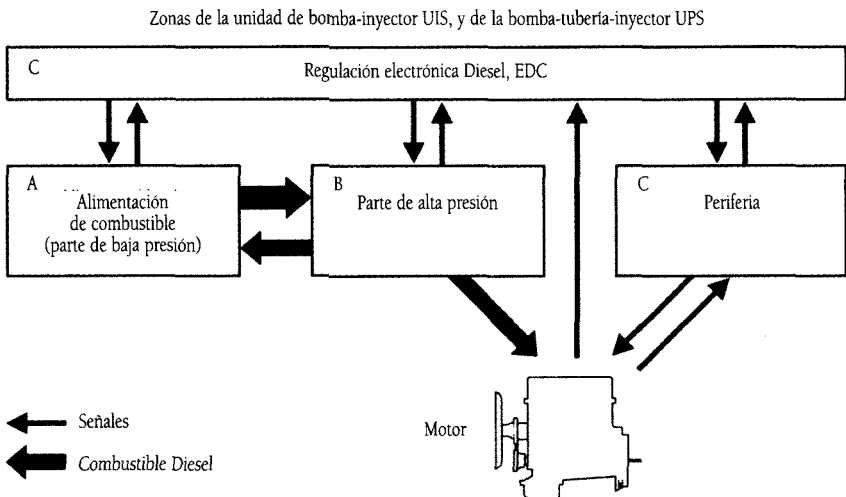 Zonas de la unidad de bomba-inyector UIS, y de la bomba-tubería-inyector UPS
C
Regulación electrónica Diesel, EDC
A
Alimentación
de combustible
(parte de baja presión)
B
Parte de alta presión
C
Periferia
Señales
Combustible Diesel
Motor